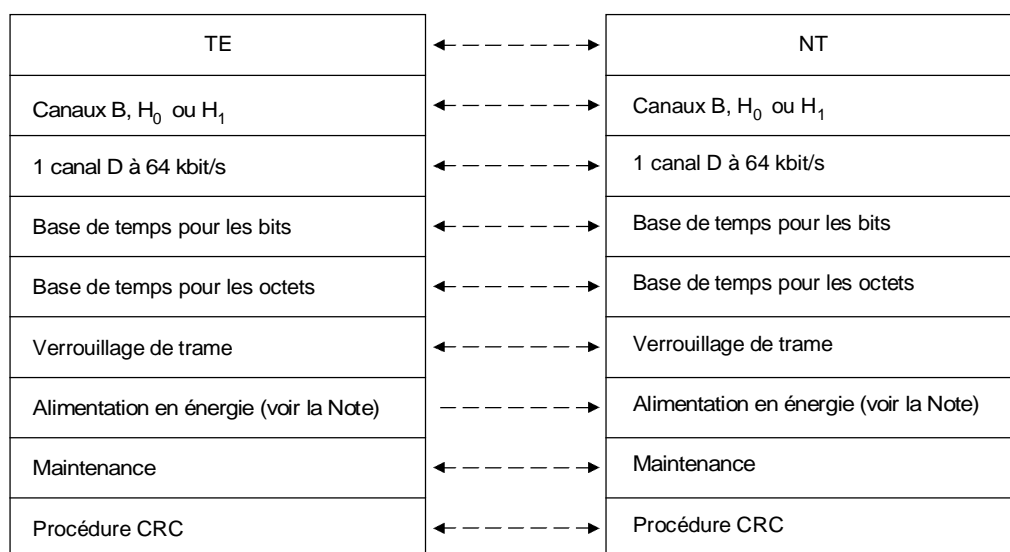 TE NT
Canaux B, H0 ou H1 Canaux B, H0 ou H1
1 canal D à 64 kbit/s 1 canal D à 64 kbit/s
Base de temps pour les bits Base de temps pour les bits
Base de temps pour les octets Base de temps pour les octets
Verrouillage de trame Verrouillage de trame
Alimentation en énergie (voir la Note) Alimentation en énergie (voir la Note)
Maintenance Maintenance
Procédure CRC Procédure CRC